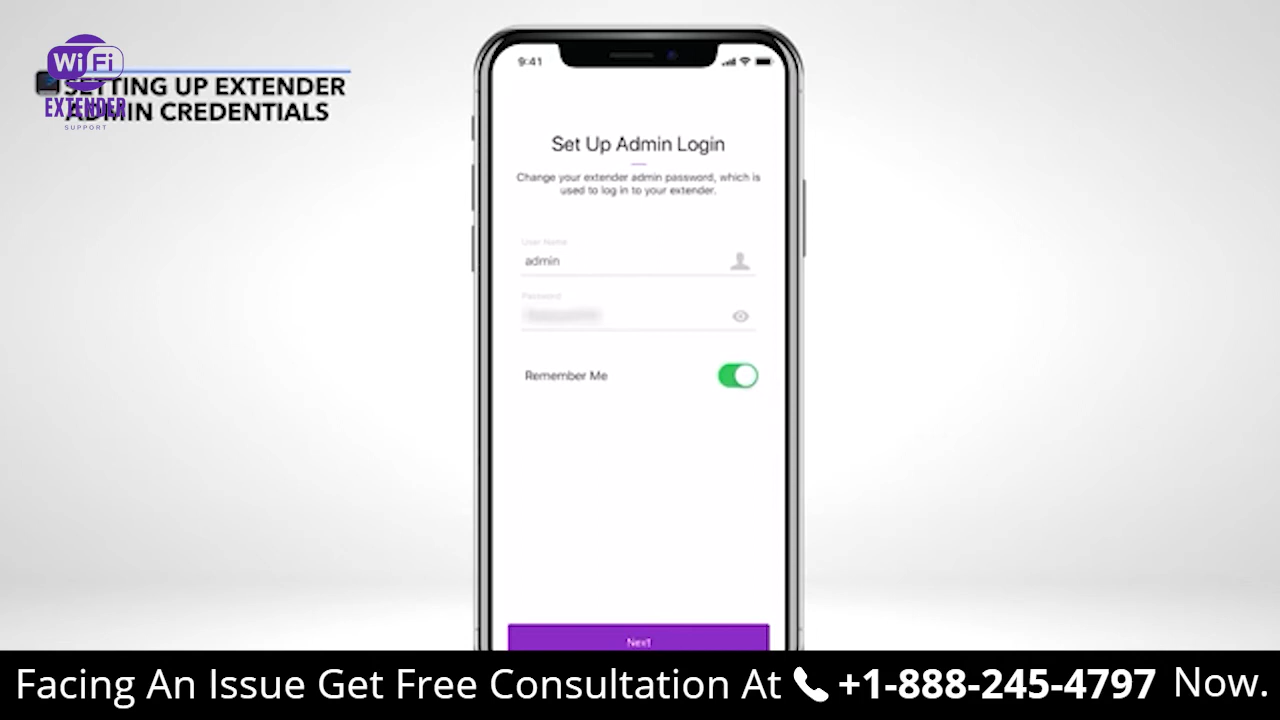 WiFi
EXTENDER
SUPPORT
SETTING UP EXTENDER
ADMIN CREDENTIALS
9:41
Set Up Admin Login
Change your extender admin password, which is
used to log in to your extender.
User Name
admin
Password
Remember Me
Next
Facing An Issue Get Free Consultation At +1-888-245-4797 Now.